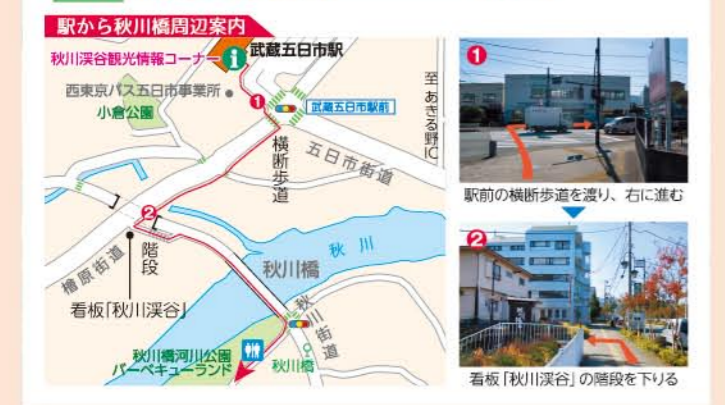 駅から秋川橋周辺案内
秋川渓谷観光情報コーナー
i
武蔵五日市駅
西東京バス五日市事業所
小倉公園
1
武蔵五日市駅前
至 あきる野IC
横断歩道
五日市街道
2
階段
檜原街道
看板「秋川渓谷」
秋川
秋川橋
秋川街道
秋川橋河川公園
バーベキューランド
秋川橋
1
駅前の横断歩道を渡り、右に進む
2
看板「秋川渓谷」の階段を下りる